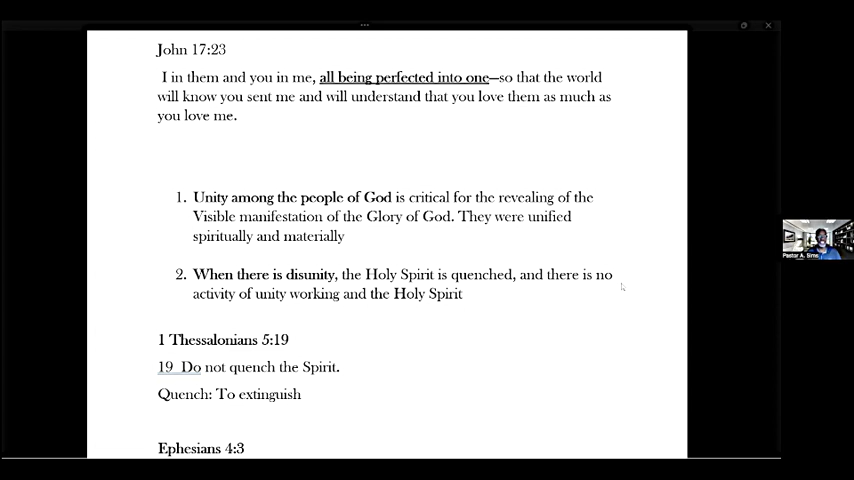 John 17:23
I in them and you in me, all being perfected into one—so that the world
will know you sent me and will understand that you love them as much as
you love me.
1. Unity among the people of God is critical for the revealing of the
Visible manifestation of the Glory of God. They were unified
spiritually and materially
2. When there is disunity, the Holy Spirit is quenched, and there is no
activity of unity working and the Holy Spirit
1 Thessalonians 5:19
19 Do not quench the Spirit.
Quench: To extinguish
Ephesians 4:3
Pastor A. Sims